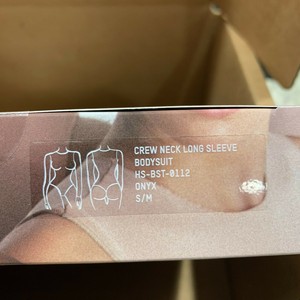 CREW NECK LONG SLEEVE
BODYSUIT
HS-BST-0112
ONYX
S/M